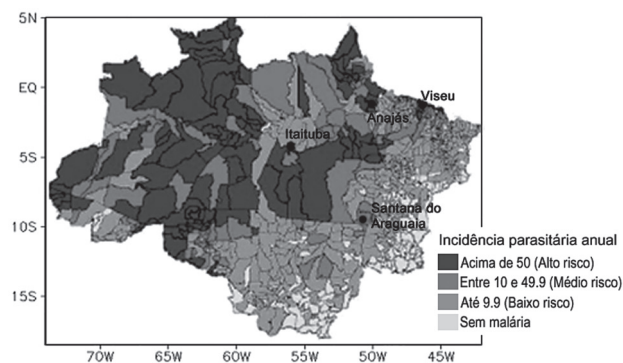 5N
EQ
5S
10S
15S
70W
65W
60W
55W
50W
45W
Viseu
Anajás
Itaituba
Santana do
Araguaia
Incidência parasitária anual
Acima de 50 (Alto risco)
Entre 10 e 49.9 (Médio risco)
Até 9.9 (Baixo risco)
Sem malária